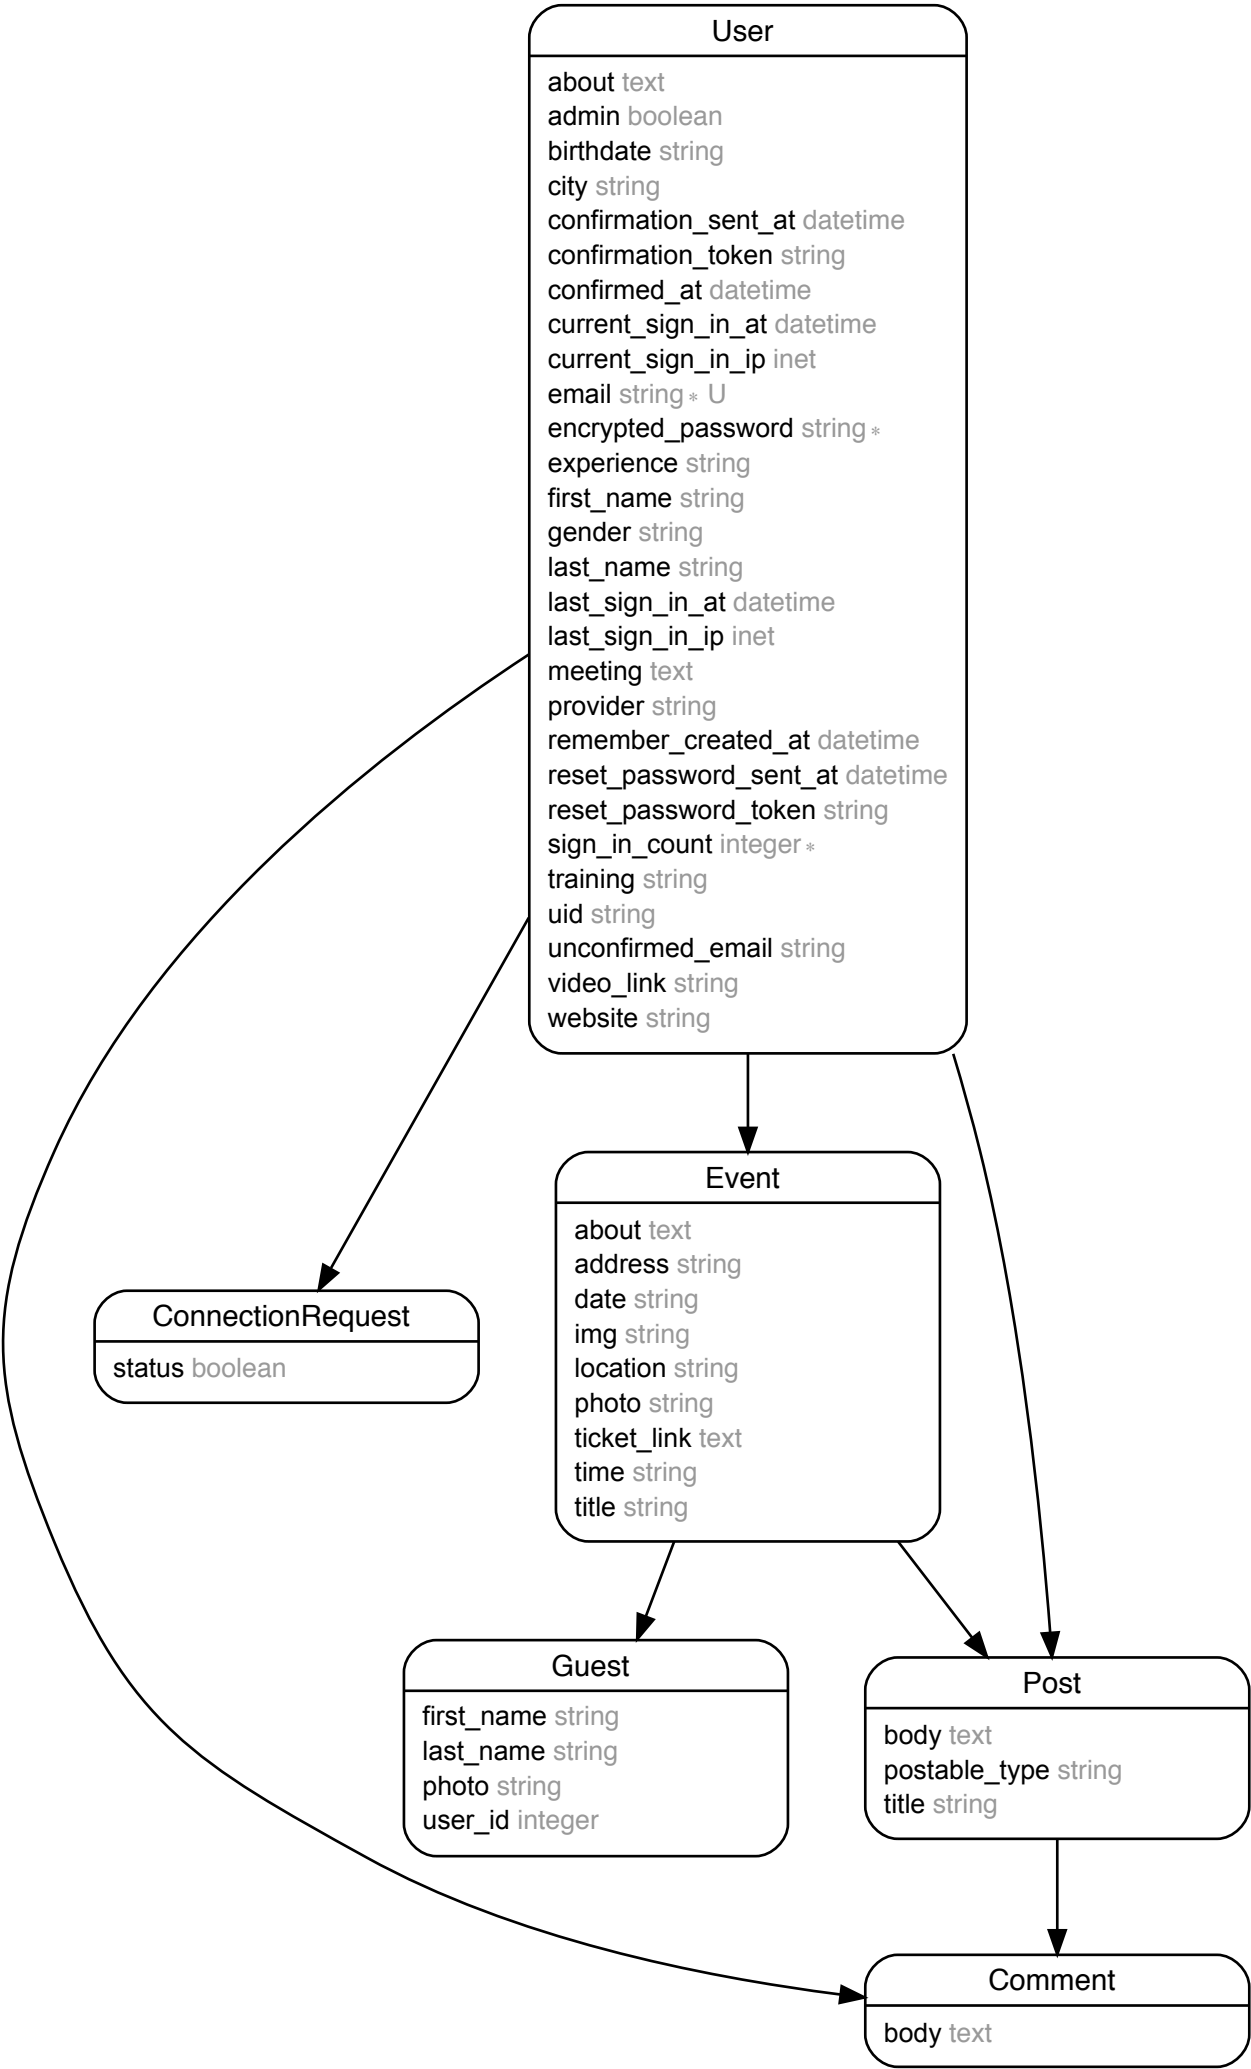 User
about text
admin boolean
birthdate string
city string
confirmation_sent_at datetime
confirmation_token string
confirmed_at datetime
current_sign_in_at datetime
current_sign_in_ip inet
email string∗ U
encrypted_password string∗
experience string
first_name string
gender string
last_name string
last_sign_in_at datetime
last_sign_in_ip inet
meeting text
provider string
remember_created_at datetime
reset_password_sent_at datetime
reset_password_token string
sign_in_count integer∗
training string
uid string
unconfirmed_email string
video_link string
website string
Event
about text
address string
date string
img string
location string
photo string
ticket_link text
time string
title string
ConnectionRequest
status boolean
Guest
first_name string
last_name string
photo string
user_id integer
Post
body text
postable_type string
title string
Comment
body text